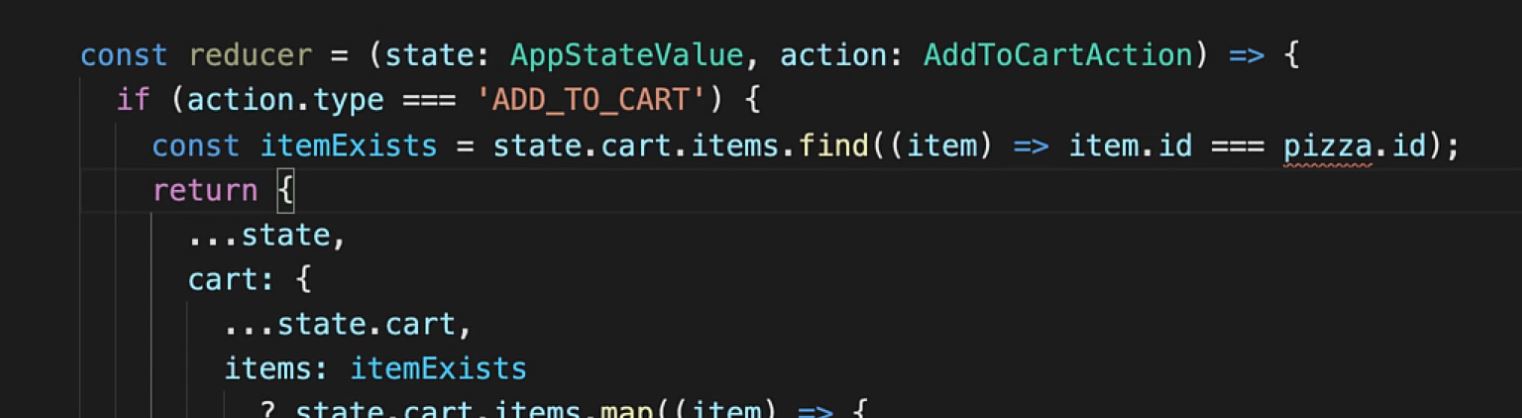 const reducer = (state: AppStateValue, action: AddToCartAction) => {
if (action.type === 'ADD_TO_CART') {
const itemExists = state.cart.items.find((item) => item.id === pizza.id);
return {
...state,
cart: {
...state.cart,
items: itemExists
? state.cart.items.map((item) => {